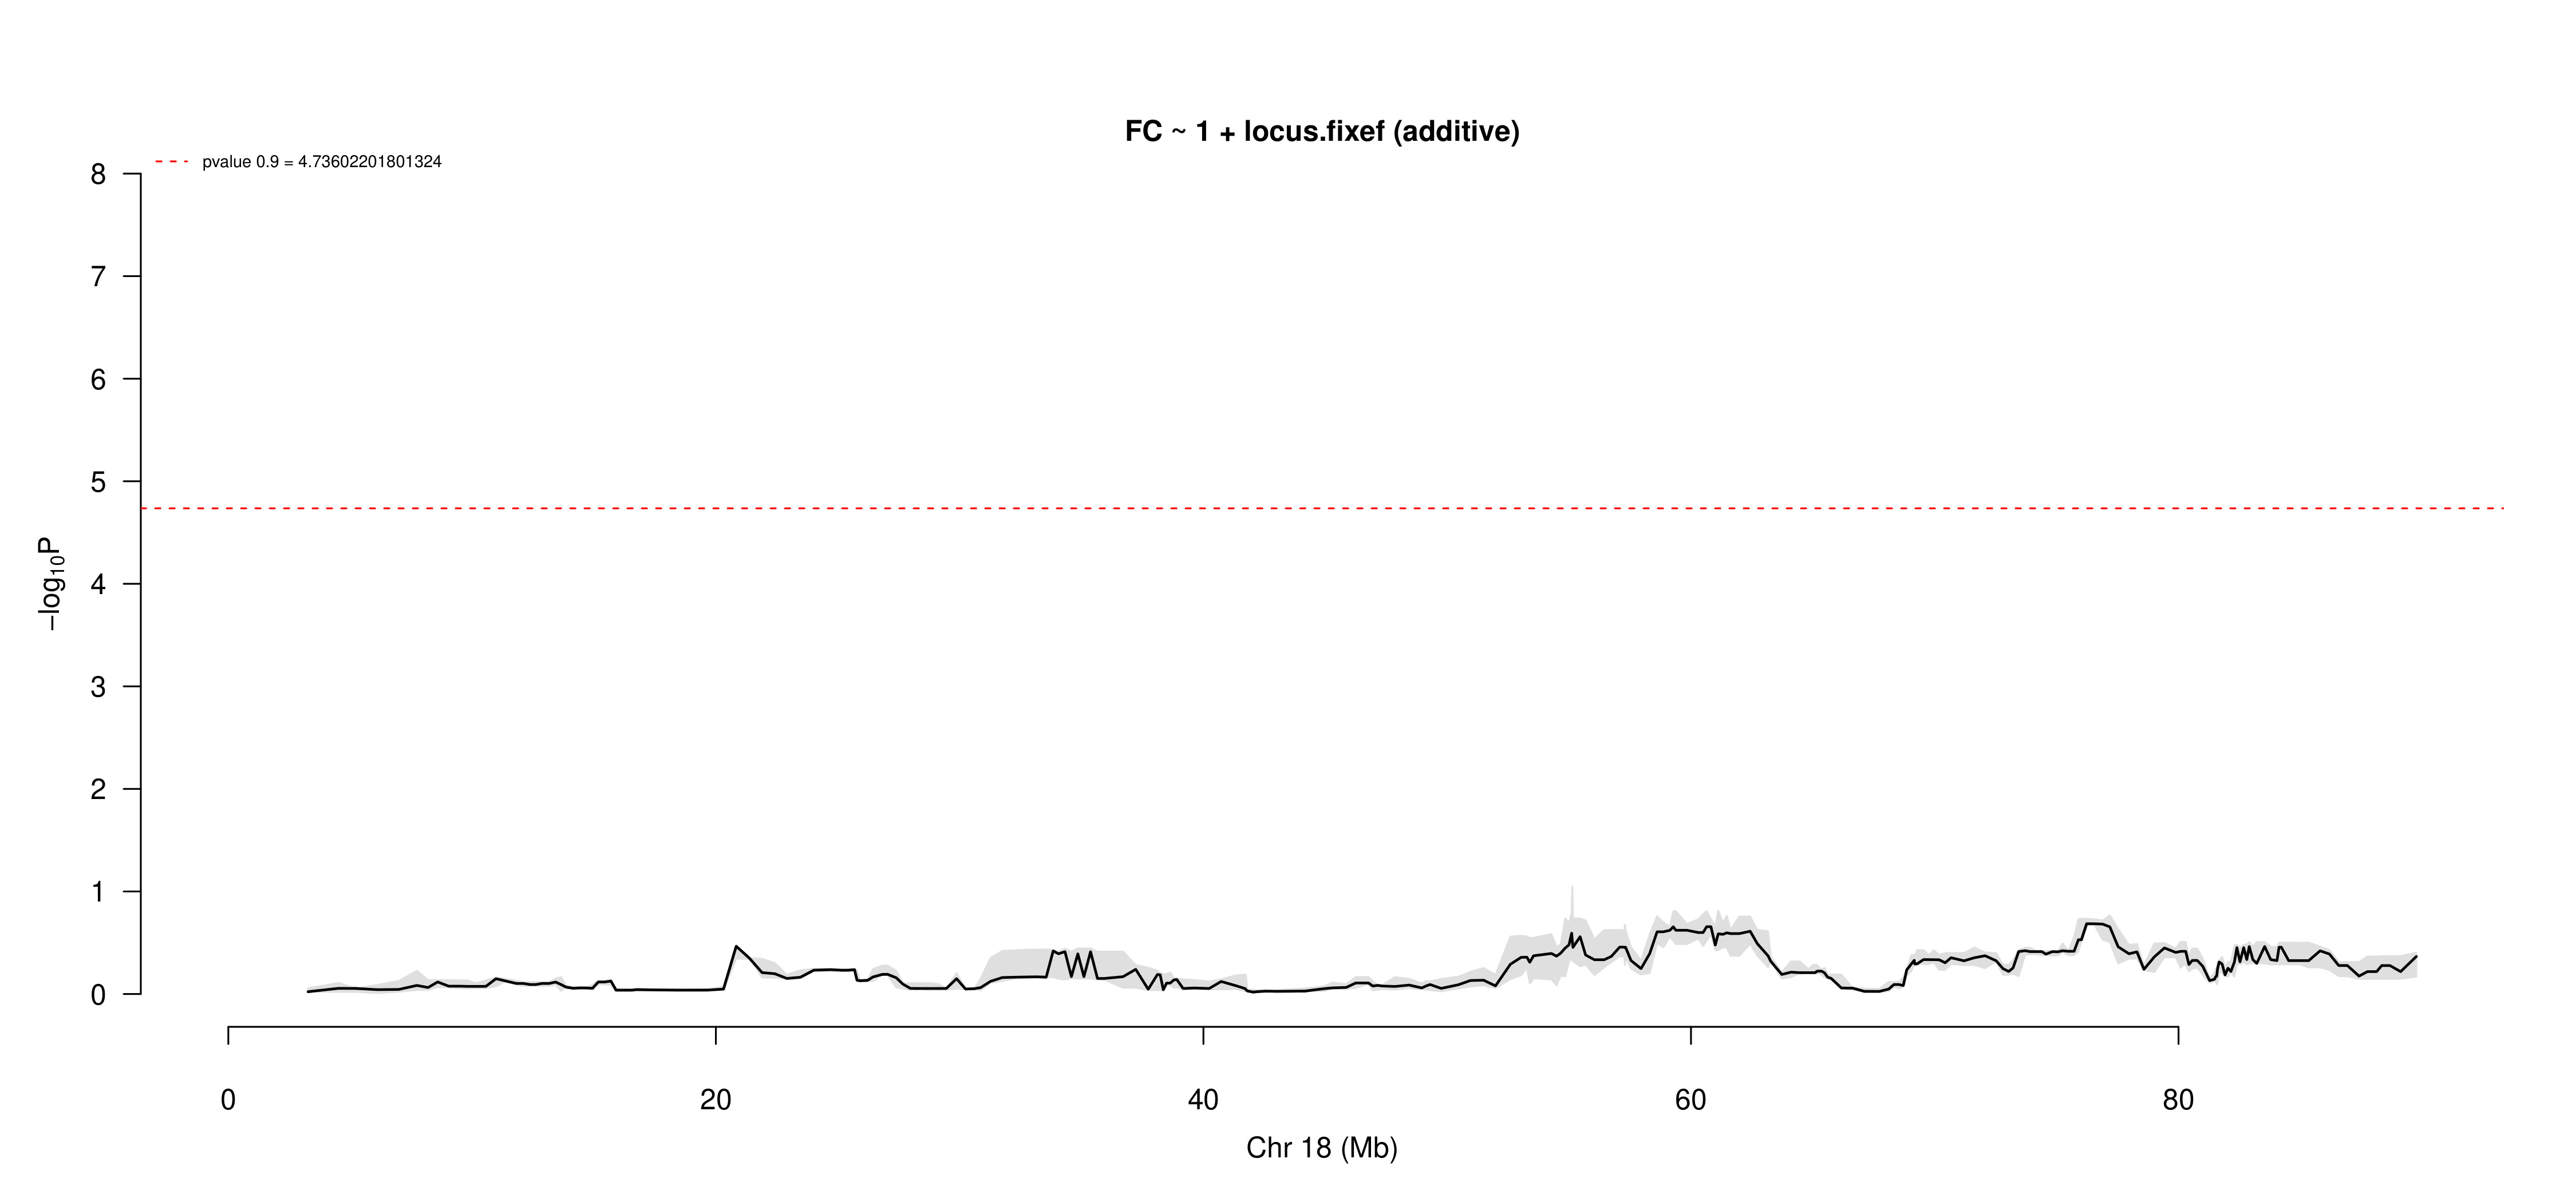 FC ~ 1 + locus.fixef (additive)
pvalue 0.9 = 4.73602201801324
8
7
6
5
4
3
2
1
0
−log10P
0 20 40 60 80
Chr 18 (Mb)